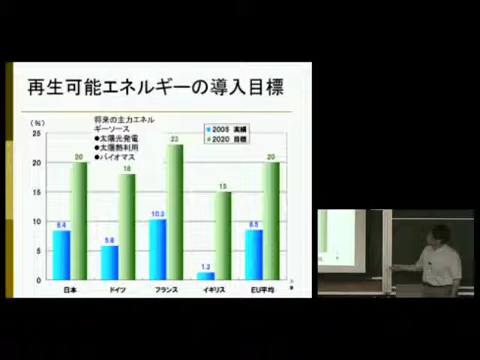 再生可能エネルギーの導入目標
(%)
将来の主力エネル
ギーソース
●太陽光発電
●太陽熱利用
●バイオマス
2005 実績
2020 目標
25
20
15
10
5
0
8.4
20
5.8
18
10.3
23
1.3
15
8.5
20
日本
ドイツ
フランス
イギリス
EU平均